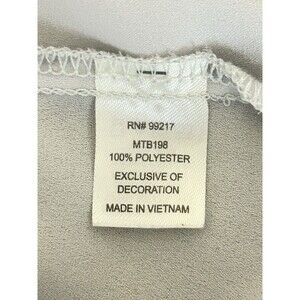 RN# 99217
MTB198
100% POLYESTER
EXCLUSIVE OF
DECORATION
MADE IN VIETNAM